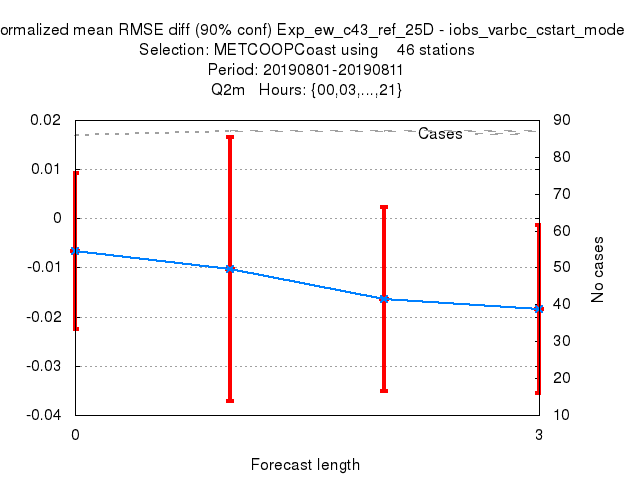 ormalized mean RMSE diff (90% conf) Exp_ew_c43_ref_25D - iobs_varbc_cstart_mode
Selection: METCOOPCoast using 46 stations
Period: 20190801-20190811
Q2m Hours: {00,03,...,21}
0.02
0.01
0
-0.01
-0.02
-0.03
-0.04
Cases
90
80
70
60
50
40
30
20
10
No cases
0
3
Forecast length